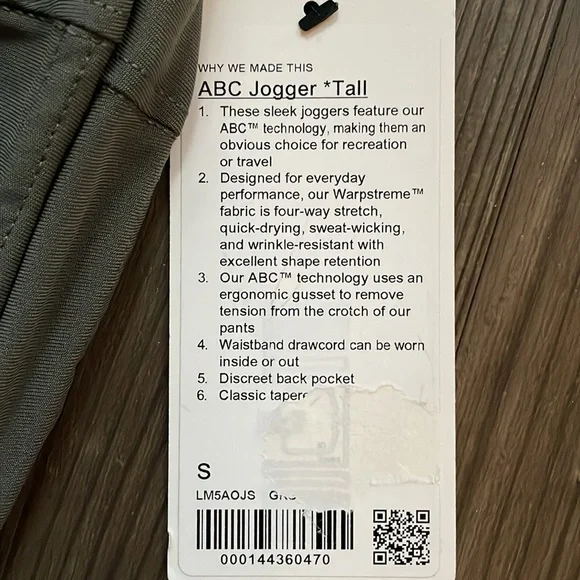 WHY WE MADE THIS
ABC Jogger *Tall
1. These sleek joggers feature our
ABC™ technology, making them an
obvious choice for recreation
or travel
2. Designed for everyday
performance, our Warpstreme™
fabric is four-way stretch,
quick-drying, sweat-wicking,
and wrinkle-resistant with
excellent shape retention
3. Our ABC™ technology uses an
ergonomic gusset to remove
tension from the crotch of our
pants
4. Waistband drawcord can be worn
inside or out
5. Discreet back pocket
6. Classic
S
LM5AOJS
000144360470